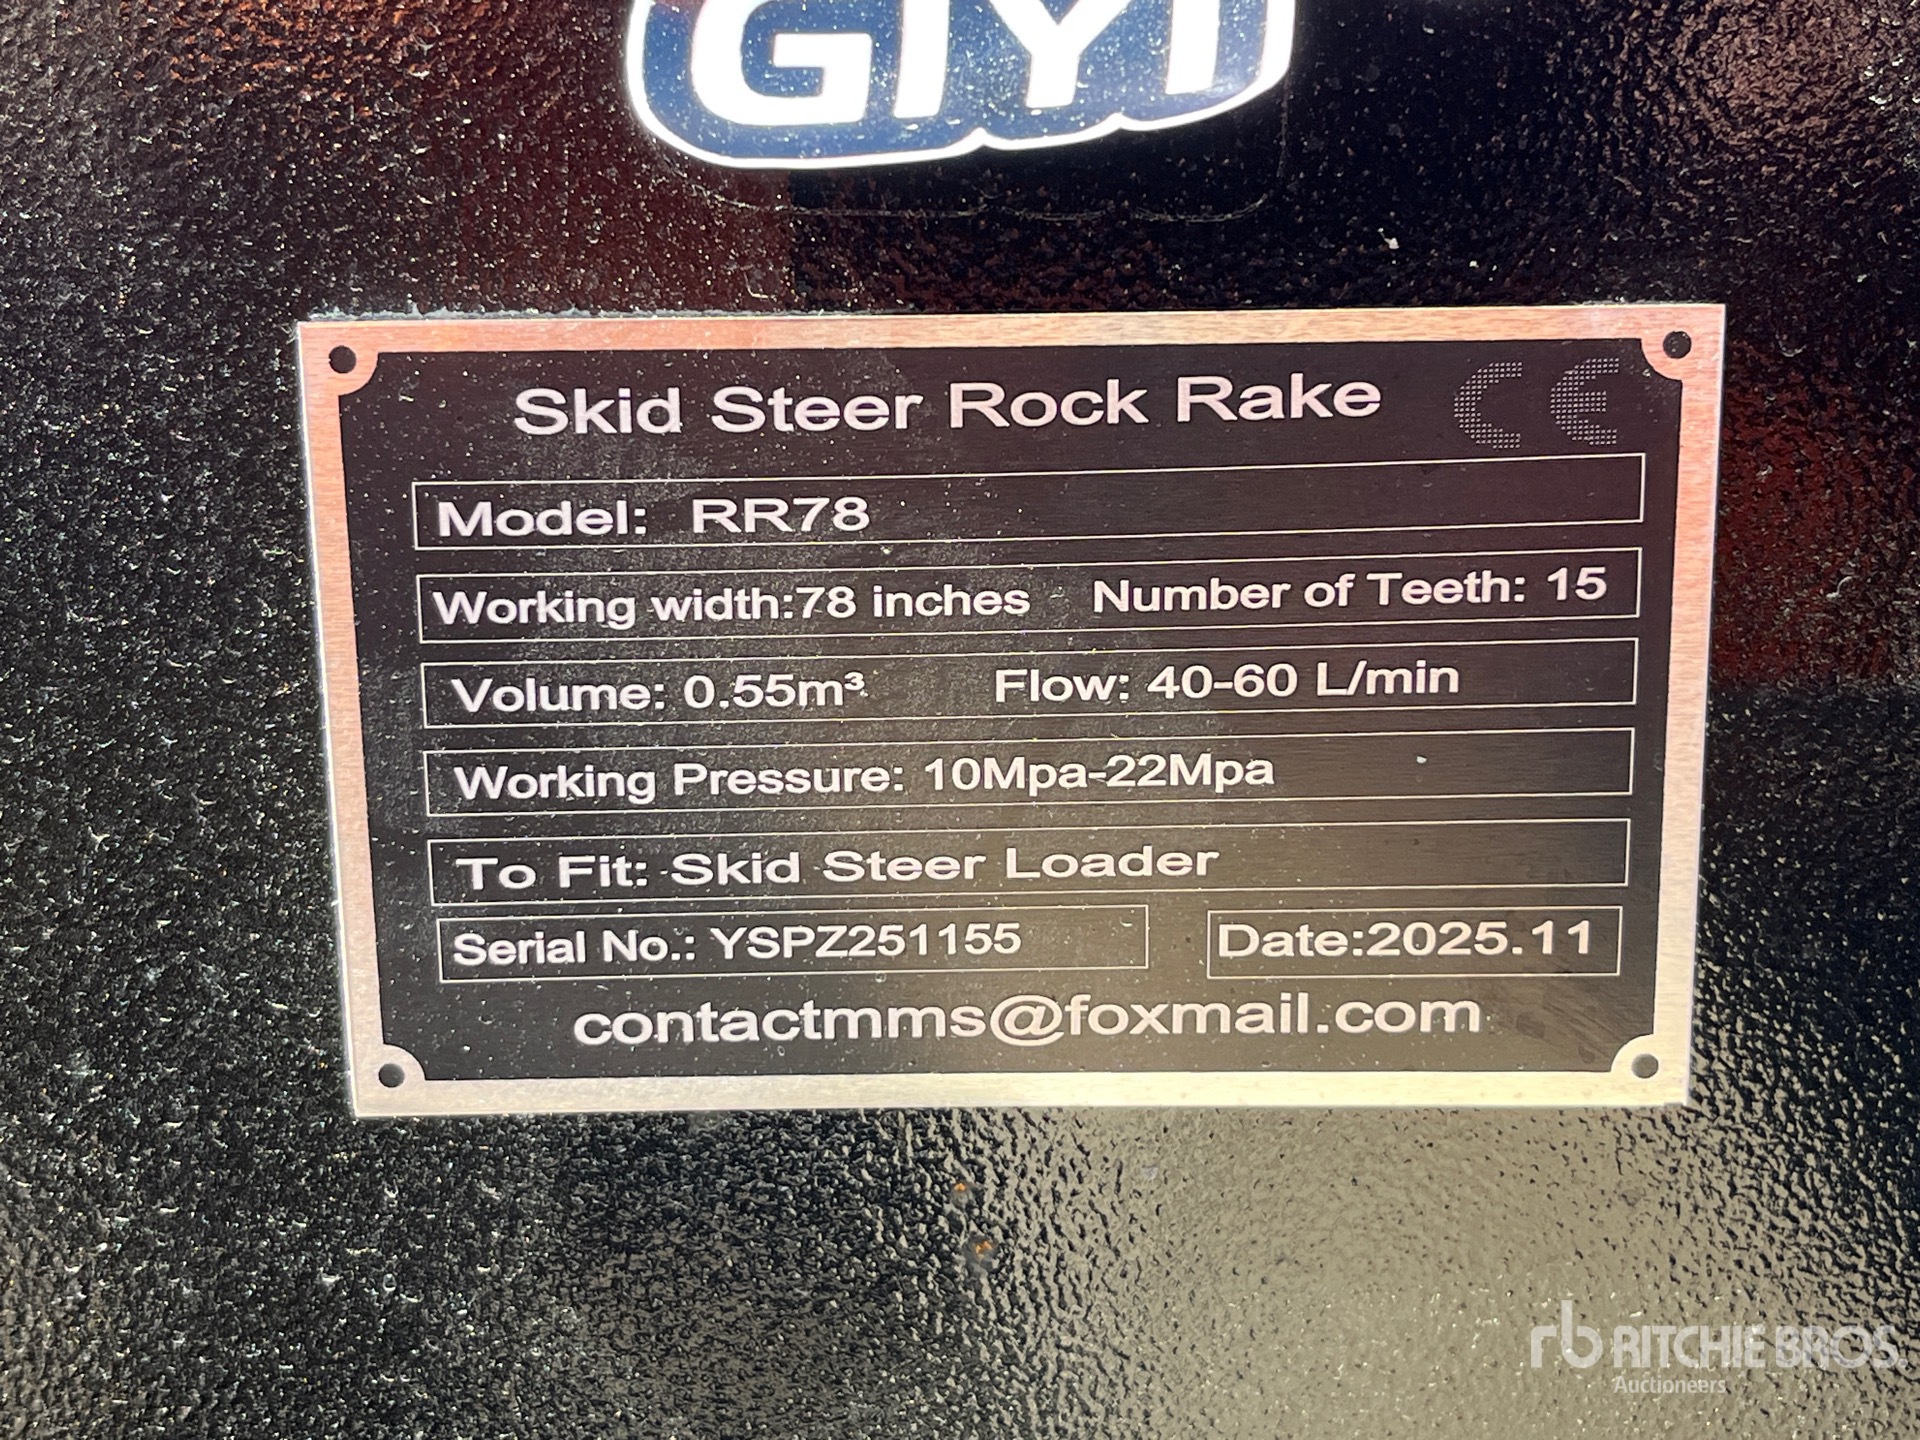 GIYI
Skid Steer Rock Rake CE
Model: RR78
Working width:78 inches Number of Teeth: 15
Volume: 0.55m³ Flow: 40-60 L/min
Working Pressure: 10Mpa-22Mpa
To Fit: Skid Steer Loader
Serial No.: YSPZ251155 Date:2025.11
contactmms@foxmail.com
rb RITCHIE BROS.
Auctioneers